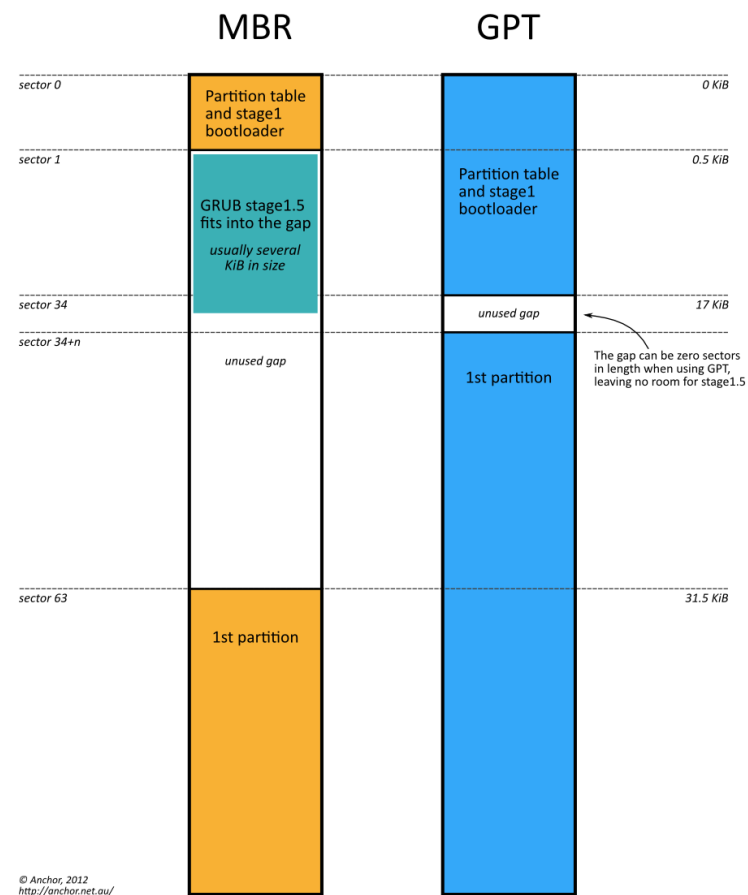 MBR
GPT
sector 0
0 KiB
Partition table
and stage1
bootloader
sector 1
0.5 KiB
Partition table
and stage1
bootloader
GRUB stage1.5
fits into the gap
usually several
KiB in size
sector 34
17 KiB
unused gap
sector 34+n
The gap can be zero sectors
in length when using GPT,
leaving no room for stage1.5
unused gap
1st partition
sector 63
31.5 KiB
1st partition
© Anchor, 2012
http://anchor.net.au/